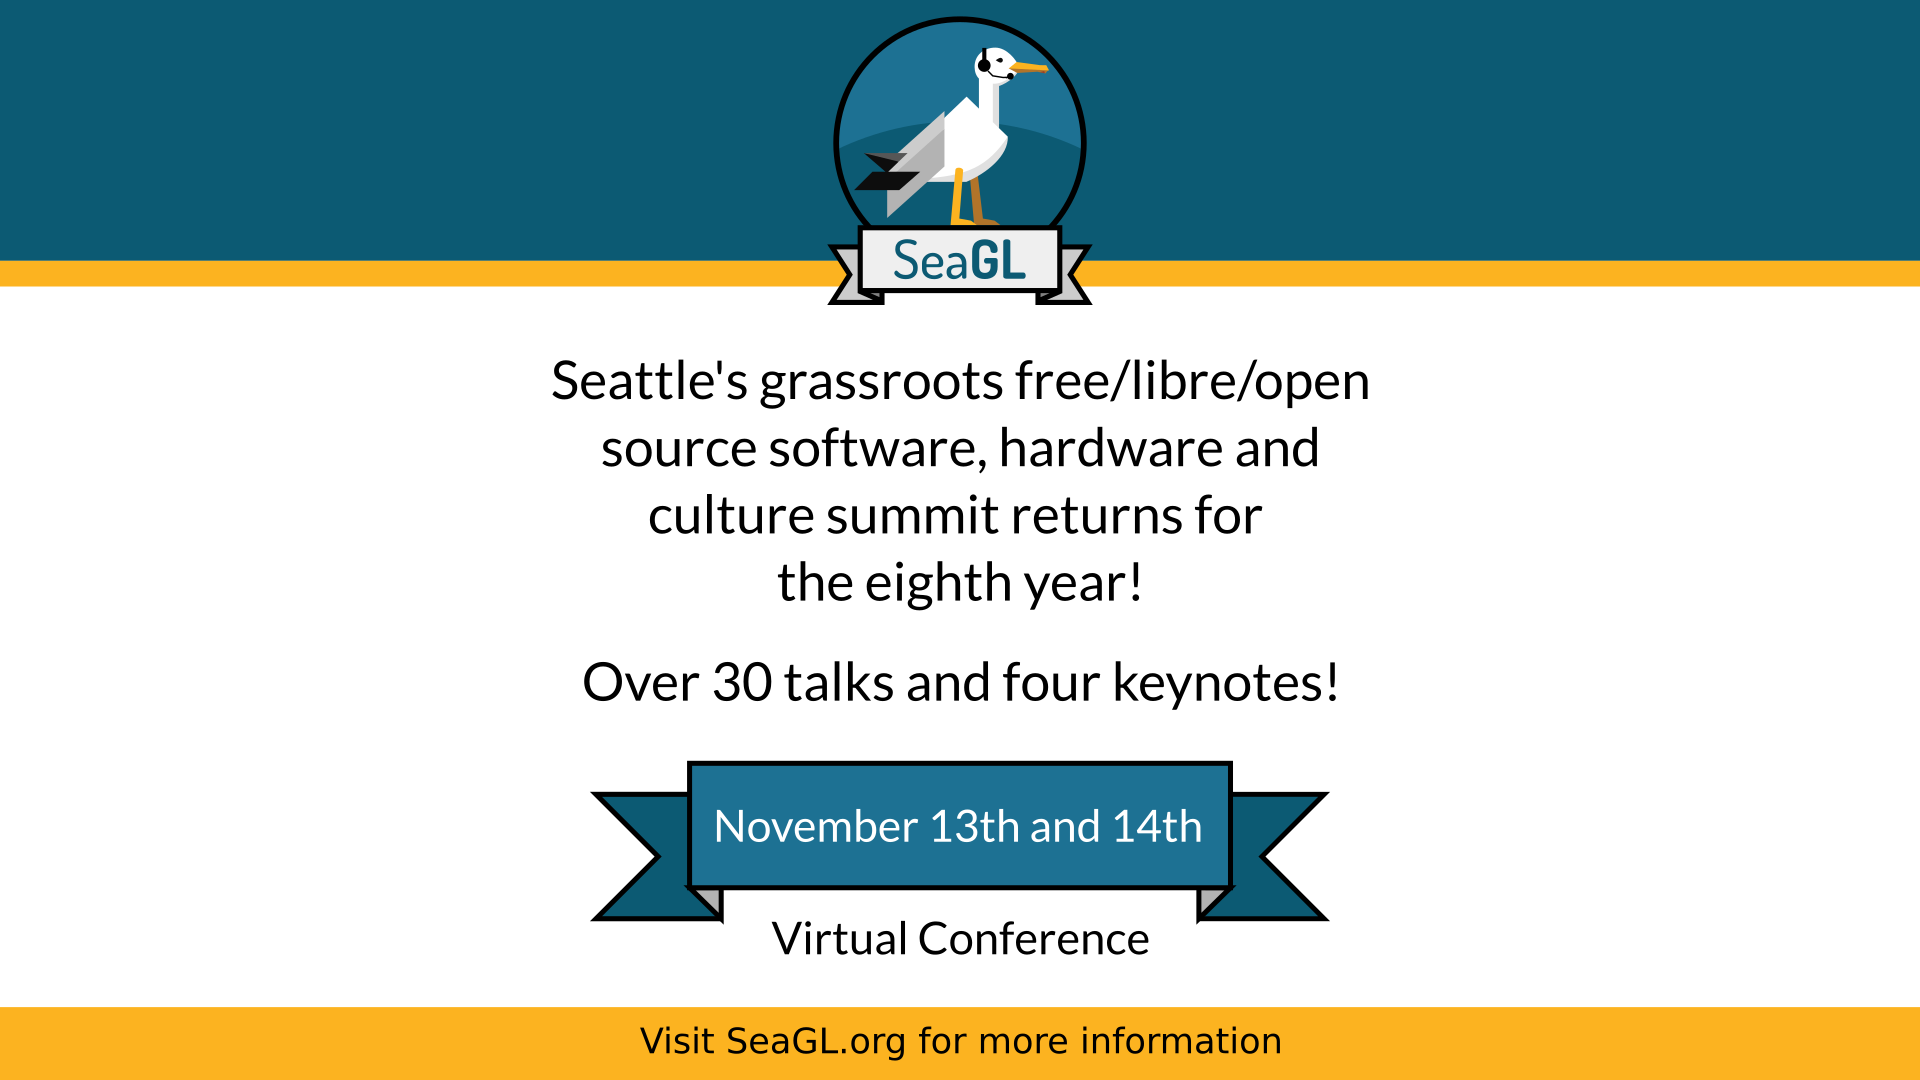 SeaGL
Seattle's grassroots free/libre/open
source software, hardware and
culture summit returns for
the eighth year!
Over 30 talks and four keynotes!
November 13th and 14th
Virtual Conference
Visit SeaGL.org for more information